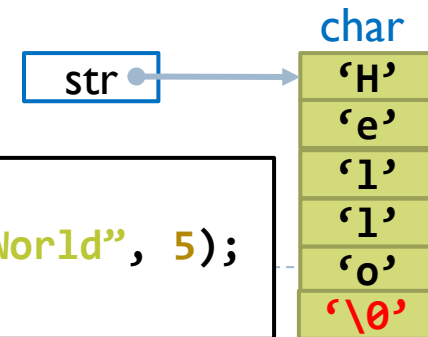 char
str
‘H’
‘e’
‘l’
‘l’
World”, 5);
‘o’
‘\0’